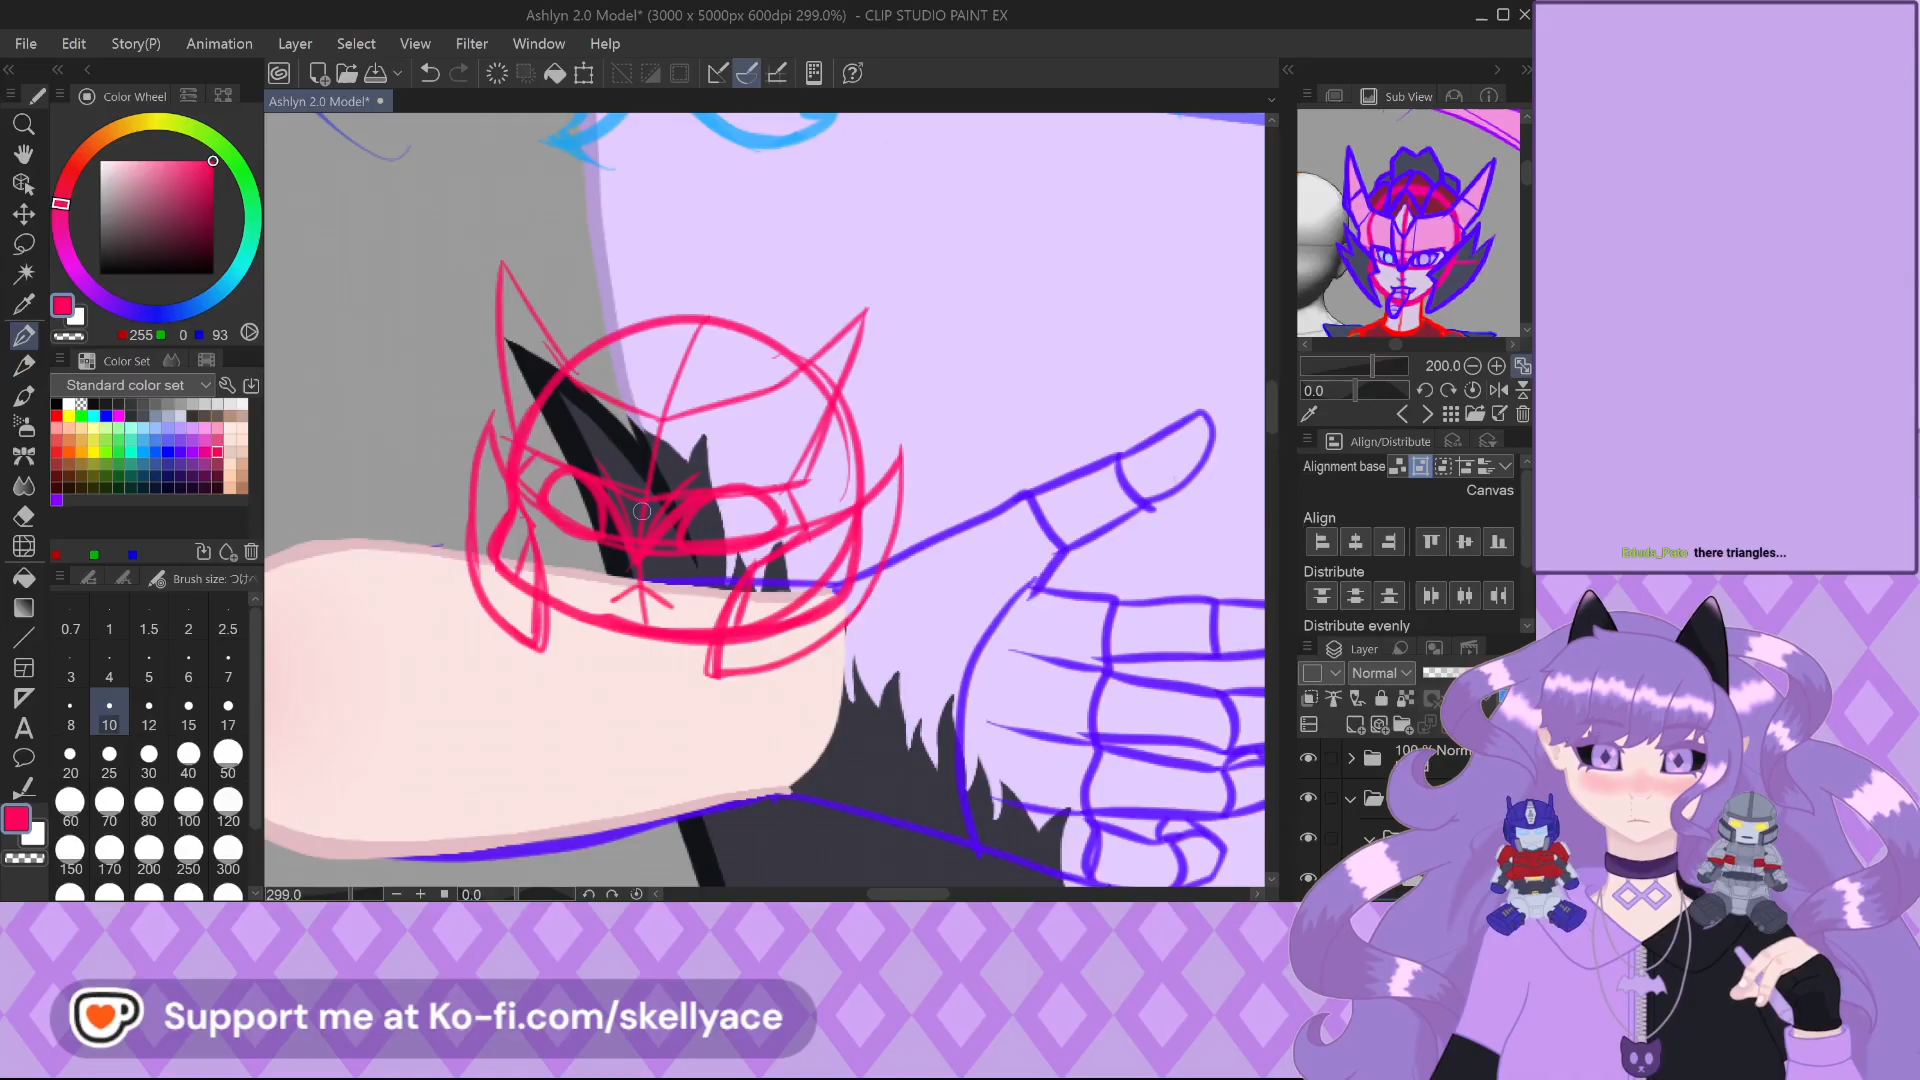 Ashlyn 2.0 Model* (3000 x 5000px 600dpi 299.0%) - CLIP STUDIO PAINT EX
File Edit Story(P) Animation Layer Select View Filter Window Help
Color Wheel
Ashlyn 2.0 Model*
Sub View
255 0 93
Color Set
Standard color set
200.0
0.0
Align/Distribute
Alignment base
Canvas
Align
Distribute
Distribute evenly
there triangles...
Brush size:
0.7 1 1.5 2 2.5
3 4 5 6 7
8 10 12 15 17
20 25 30 40 50
60 70 80 100 120
150 170 200 250 300
Layer
Normal
100 % Norm
299.0
0.0
Support me at Ko-fi.com/skellyace